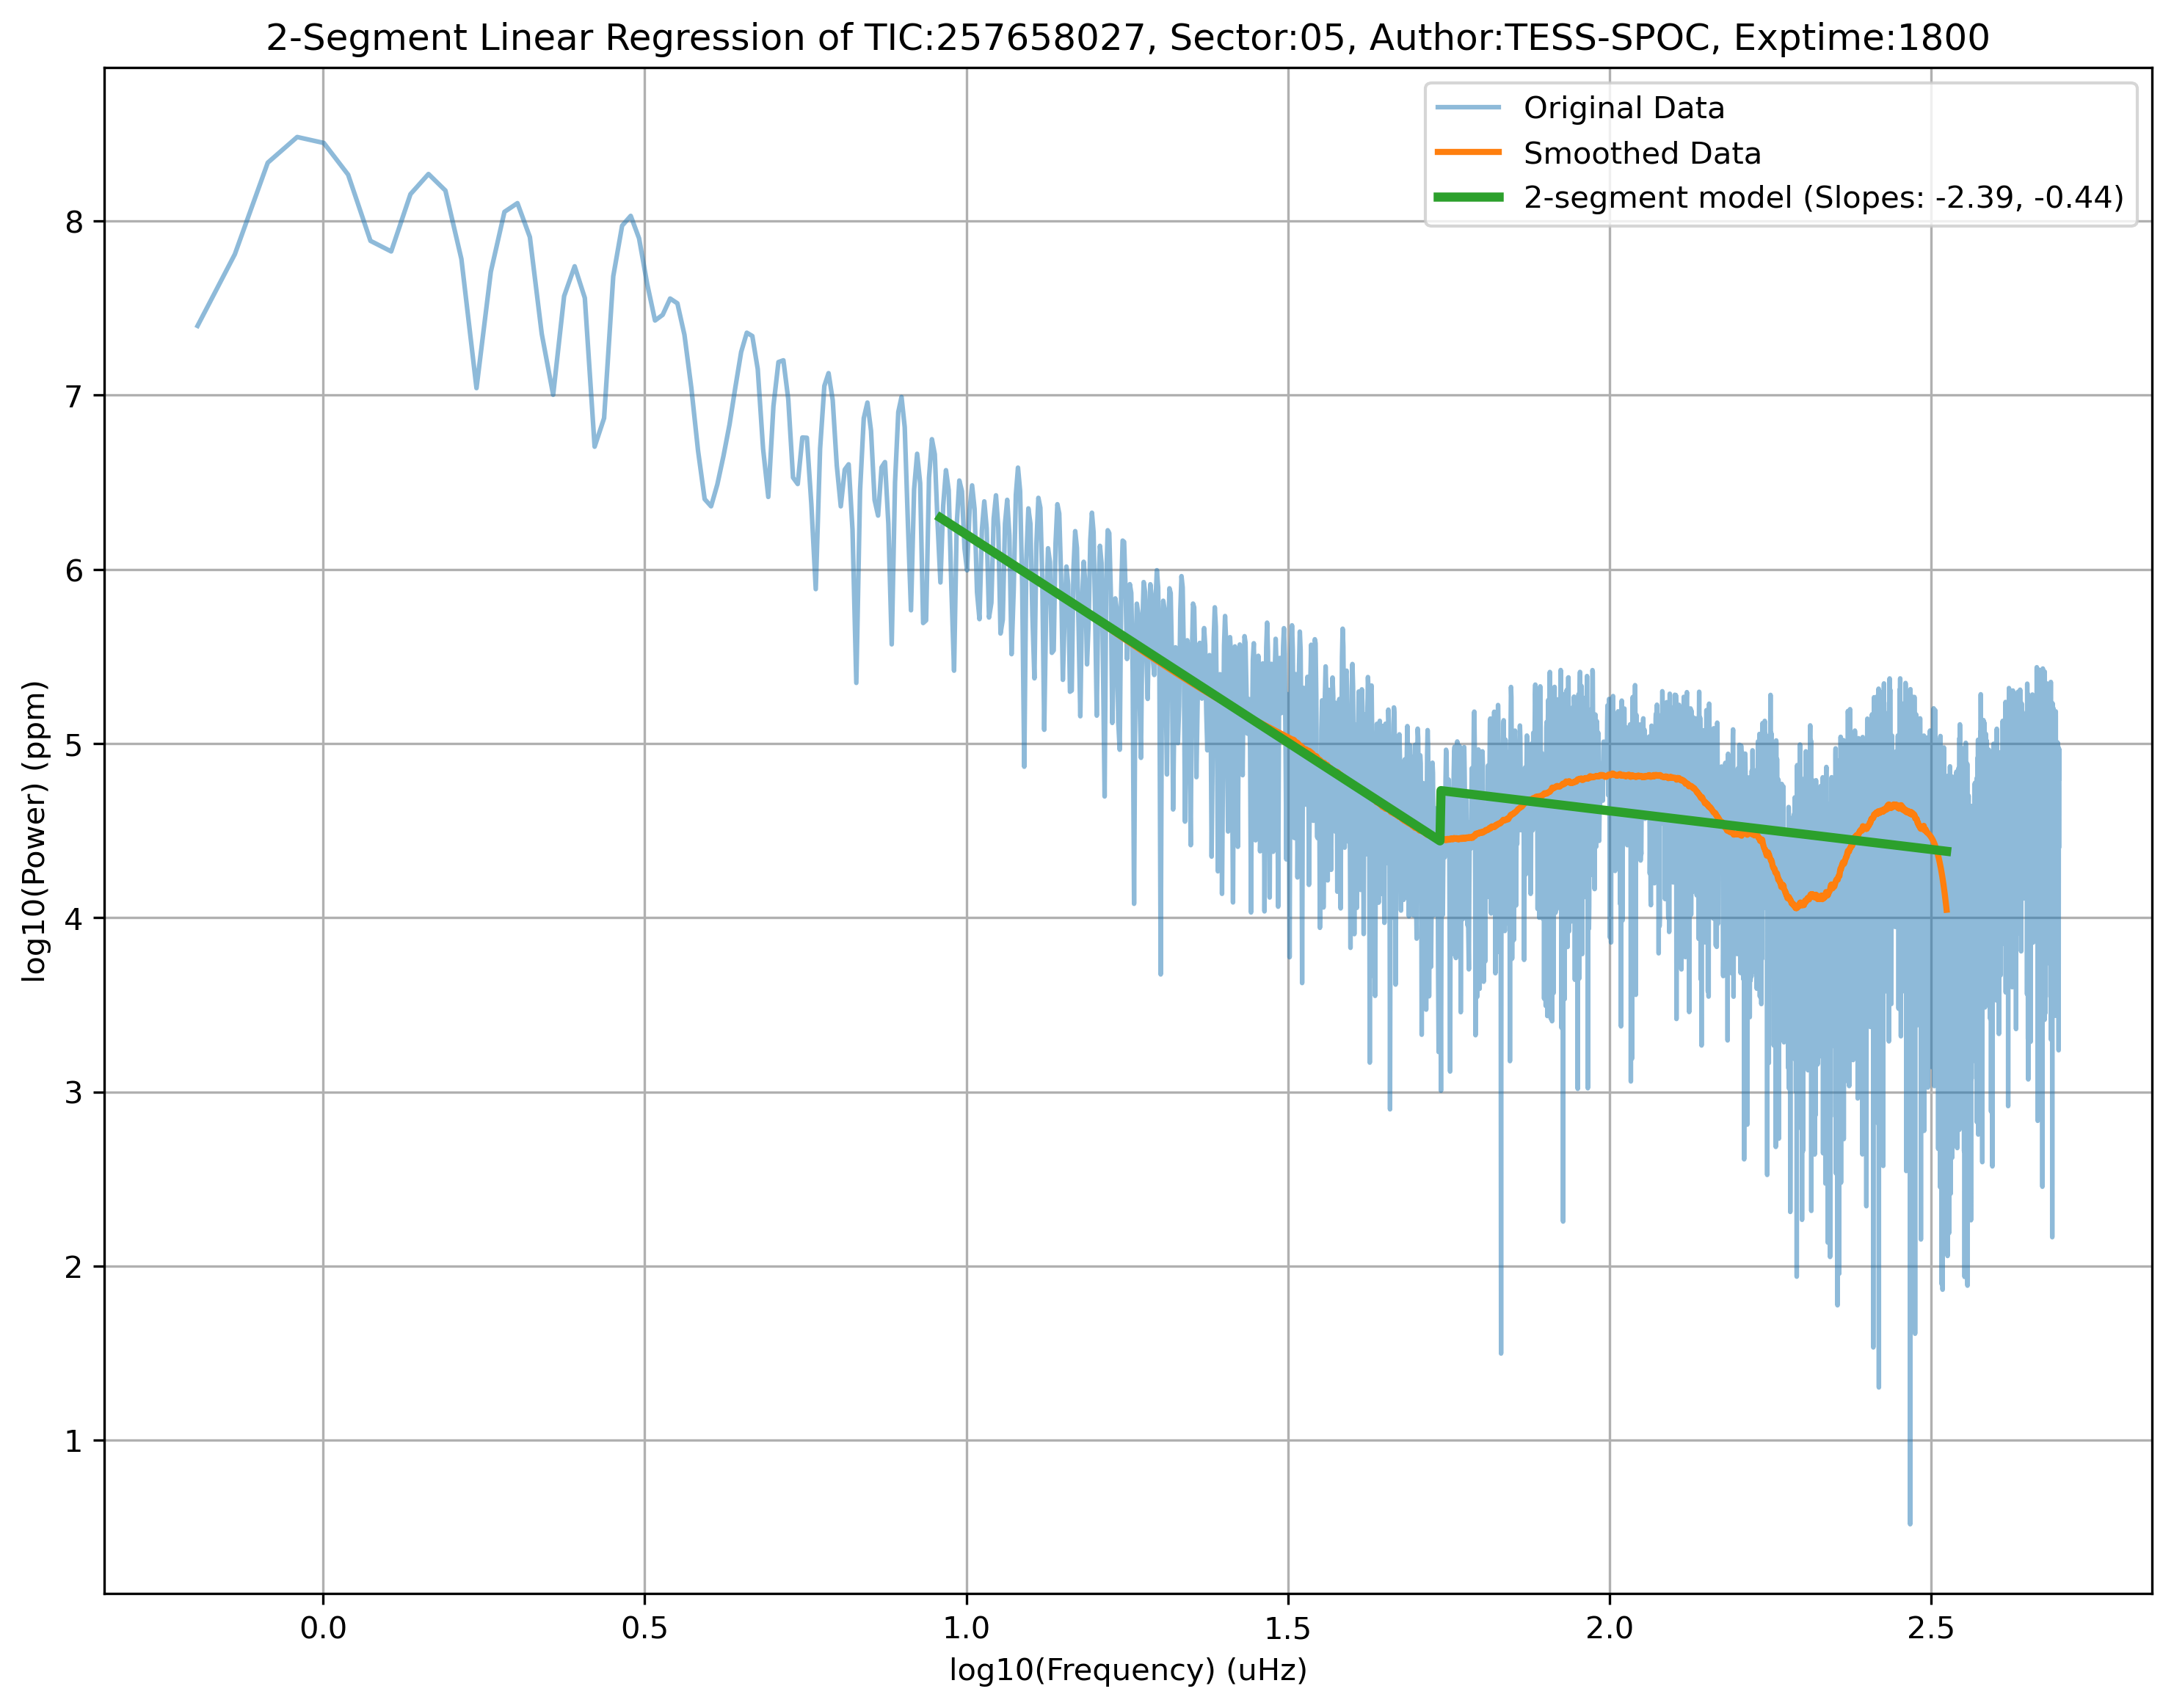 2-Segment Linear Regression of TIC:257658027, Sector:05, Author:TESS-SPOC, Exptime:1800
Original Data
Smoothed Data
2-segment model (Slopes: -2.39, -0.44)
log10(Power) (ppm)
8
7
6
5
4
3
2
1
0.0 0.5 1.0 1.5 2.0 2.5
log10(Frequency) (uHz)